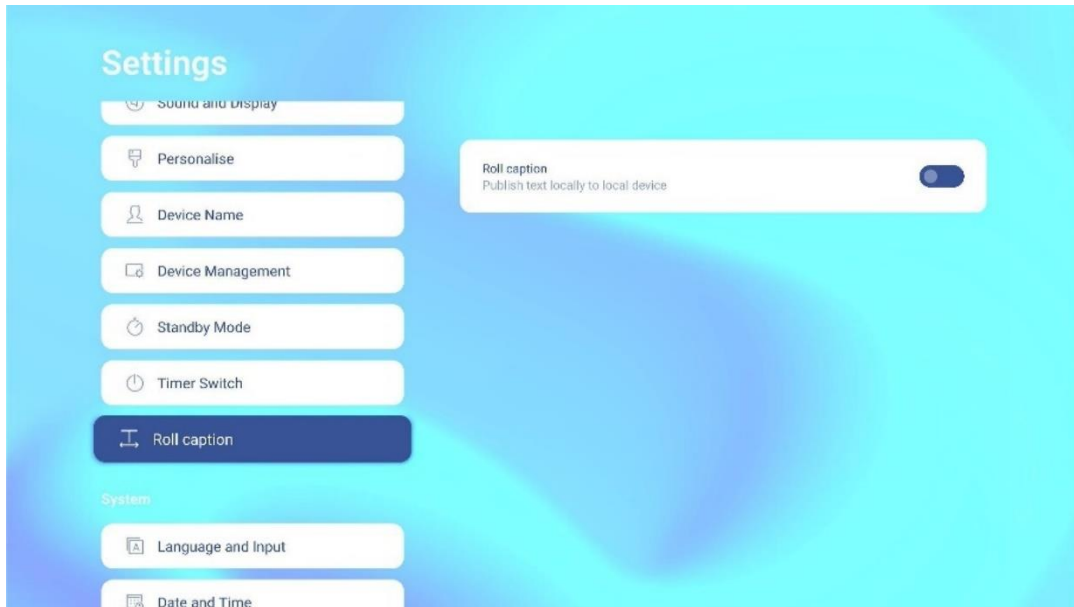 Settings
Sound and Display
Personalise
Device Name
Device Management
Standby Mode
Timer Switch
Roll caption
System
Language and Input
Date and Time
Roll caption
Publish text locally to local device